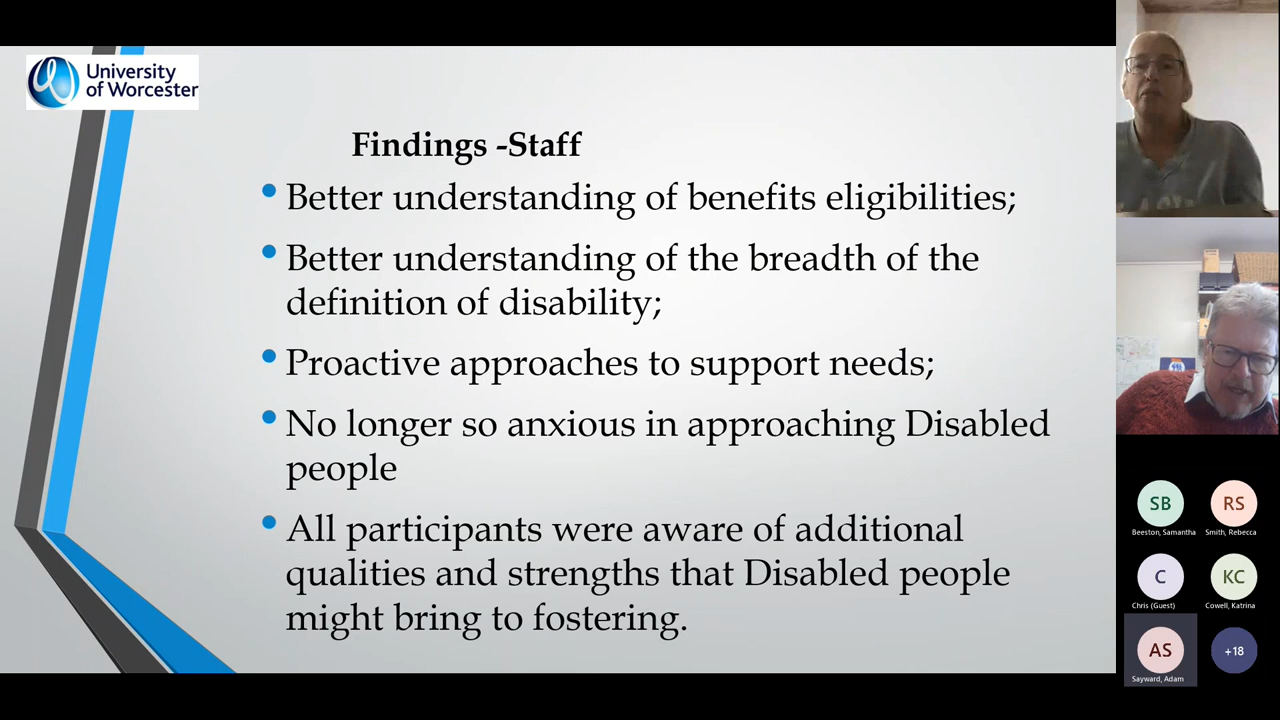 University
of Worcester
Findings -Staff
Better understanding of benefits eligibilities;
Better understanding of the breadth of the
definition of disability;
Proactive approaches to support needs;
No longer so anxious in approaching Disabled
people
All participants were aware of additional
qualities and strengths that Disabled people
might bring to fostering.
SB
RS
Beeston, Samantha
Smith, Rebecca
C
KC
Chris (Guest)
Cowell, Katrina
AS
+18
Sayward, Adam